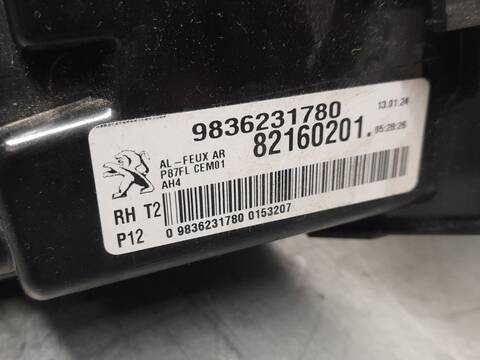 9836231780 13.01.24
82160201. 05:28:26
AL-FEUX AR
P87FL CEM01
AH4
RH T2
P12 0 9836231780 0153207